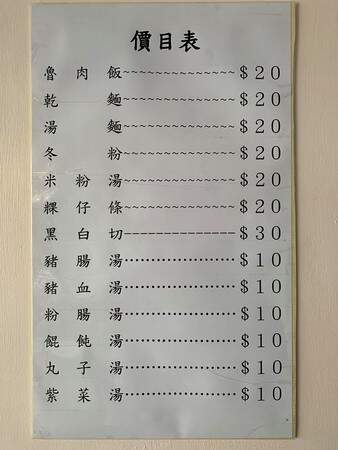 價目表
魯肉飯~~~~~~~~~~~~~~$20
乾麵~~~~~~~~~~~~~~$20
湯麵~~~~~~~~~~~~~~$20
冬粉~~~~~~~~~~~~~~$20
米粉湯~~~~~~~~~~~~~~$20
粿仔條~~~~~~~~~~~~~~$20
黑白切--------------$30
豬腸湯⋯⋯⋯⋯⋯⋯⋯$10
豬血湯⋯⋯⋯⋯⋯⋯⋯$10
粉腸湯⋯⋯⋯⋯⋯⋯⋯$10
餛飩湯⋯⋯⋯⋯⋯⋯⋯$10
丸子湯⋯⋯⋯⋯⋯⋯⋯$10
紫菜湯⋯⋯⋯⋯⋯⋯⋯$10